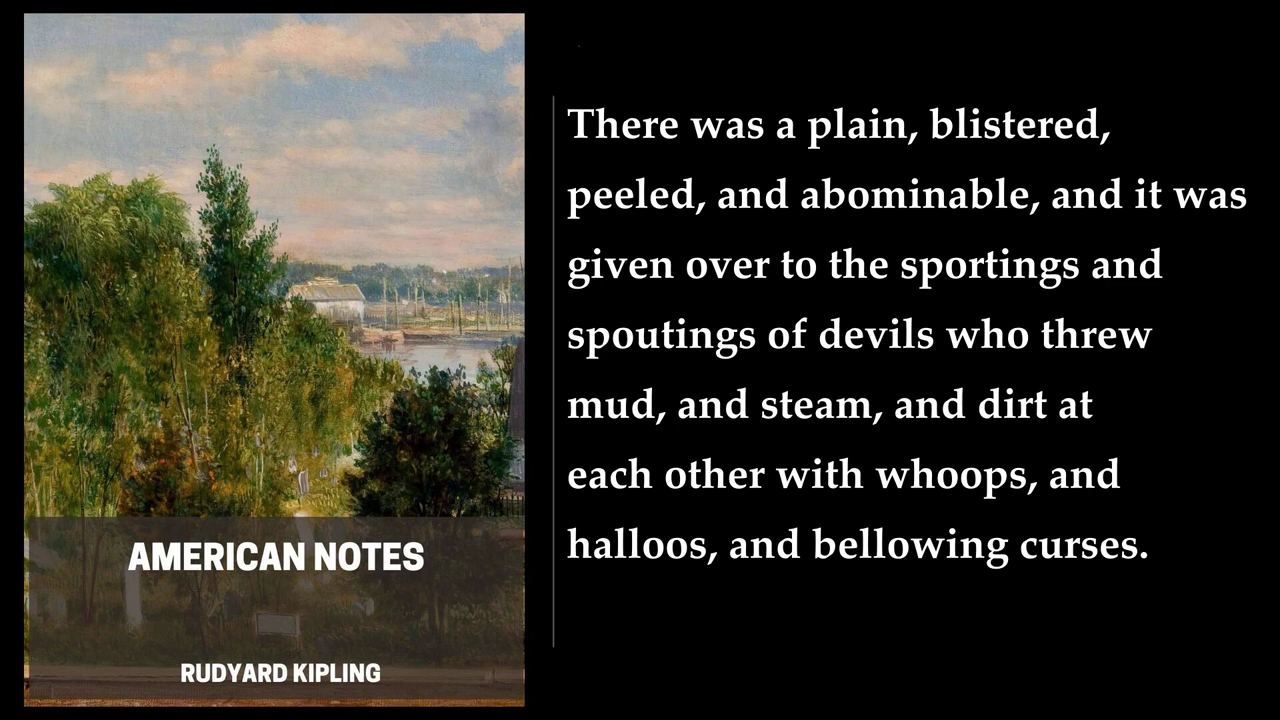 AMERICAN NOTES
RUDYARD KIPLING
There was a plain, blistered,
peeled, and abominable, and it was
given over to the sportings and
spoutings of devils who threw
mud, and steam, and dirt at
each other with whoops, and
halloos, and bellowing curses.